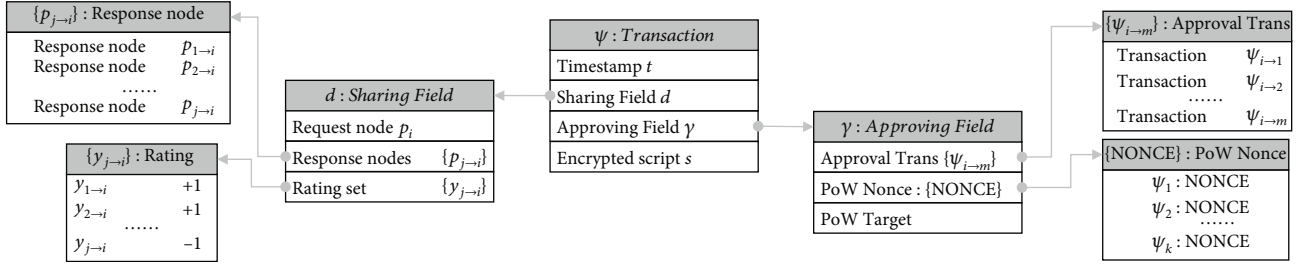 {p_{j→i}} : Response node
Response node p_{1→i}
Response node p_{2→i}
......
Response node p_{j→i}
{y_{j→i}} : Rating
y_{1→i} +1
y_{2→i} +1
......
y_{j→i} –1
d : Sharing Field
Request node p_i
Response nodes {p_{j→i}}
Rating set {y_{j→i}}
ψ : Transaction
Timestamp t
Sharing Field d
Approving Field γ
Encrypted script s
γ : Approving Field
Approval Trans {ψ_{i→m}}
PoW Nonce : {NONCE}
PoW Target
{ψ_{i→m}} : Approval Trans
Transaction ψ_{i→1}
Transaction ψ_{i→2}
......
Transaction ψ_{i→m}
{NONCE} : PoW Nonce
ψ_1 : NONCE
ψ_2 : NONCE
......
ψ_k : NONCE